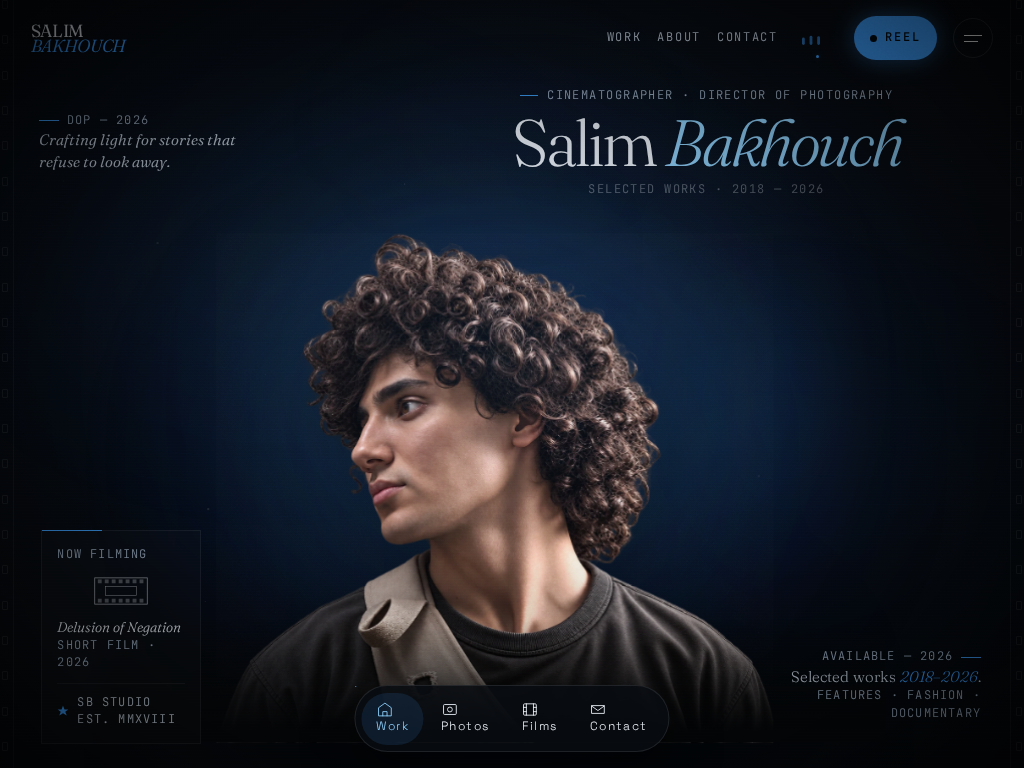 SALIM
BAKHOUCH
WORK ABOUT CONTACT
REEL
DOP — 2026
Crafting light for stories that
refuse to look away.
CINEMATOGRAPHER · DIRECTOR OF PHOTOGRAPHY
Salim Bakhouch
SELECTED WORKS · 2018 — 2026
NOW FILMING
Delusion of Negation
SHORT FILM ·
2026
★ SB STUDIO
EST. MMXVIII
AVAILABLE — 2026
Selected works 2018–2026.
FEATURES · FASHION ·
DOCUMENTARY
Work Photos Films Contact